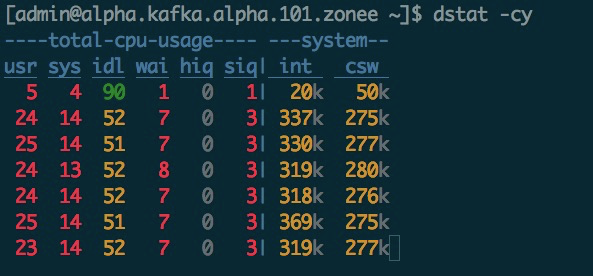 [admin@alpha.kafka.alpha.101.zonee ~]$ dstat -cy
----total-cpu-usage---- ---system--
usr sys idl wai hiq siq| int csw
5 4 90 1 0 1| 20k 50k
24 14 52 7 0 3| 337k 275k
25 14 51 7 0 3| 330k 277k
24 13 52 8 0 3| 319k 280k
24 14 52 7 0 3| 318k 276k
25 14 51 7 0 3| 369k 275k
23 14 52 7 0 3| 319k 277k